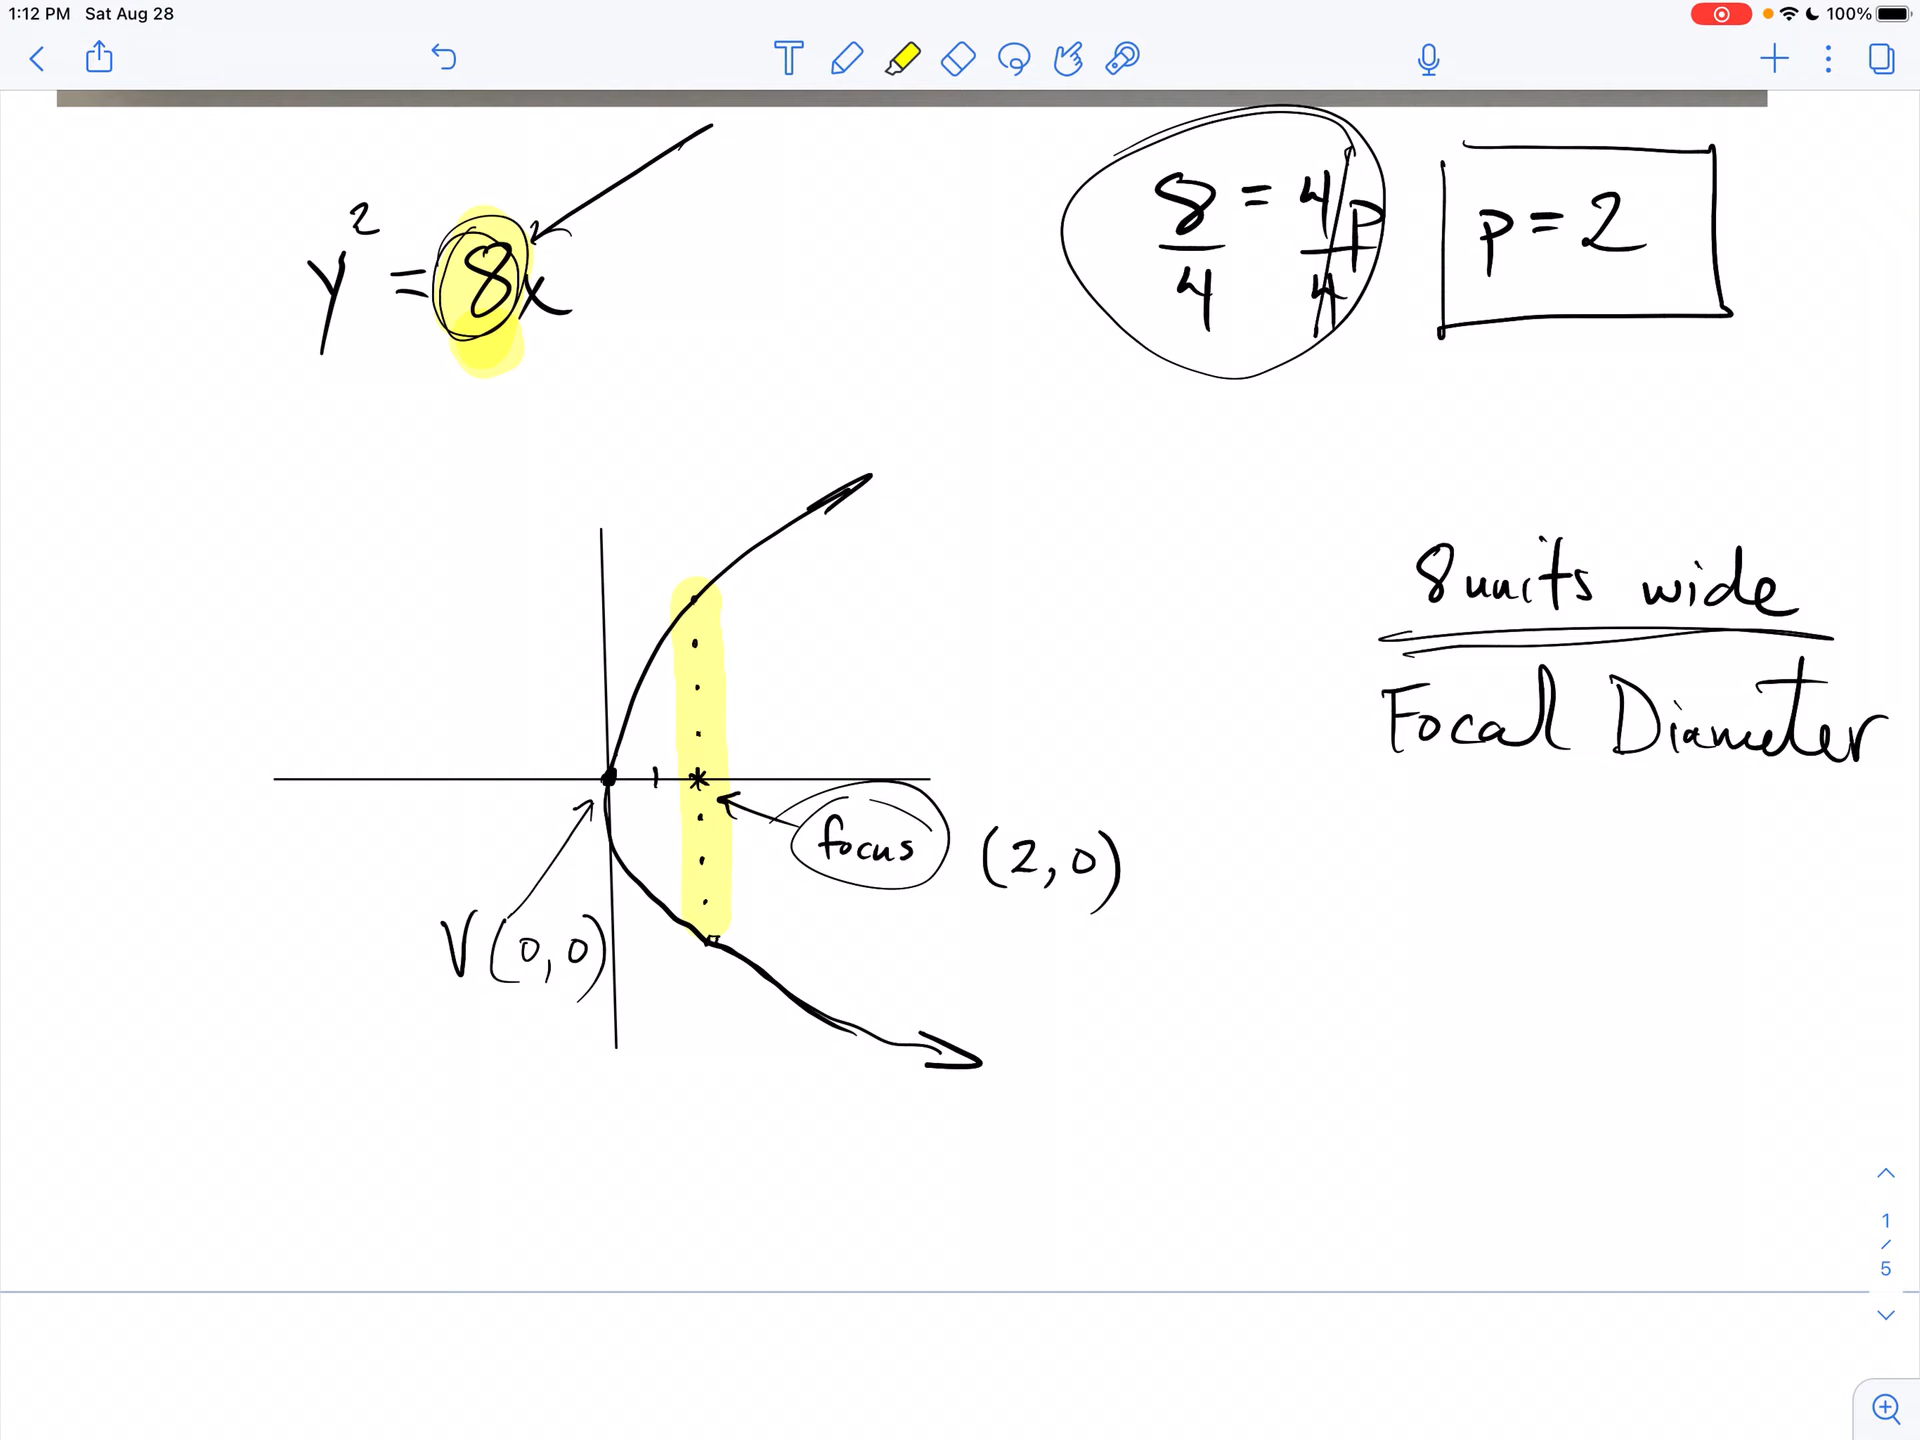 1:12 PM Sat Aug 28
100%
y² = 8x
8/4 = 4p/4
p = 2
8 units wide
Focal Diameter
focus
(2, 0)
V(0, 0)
1
/
5